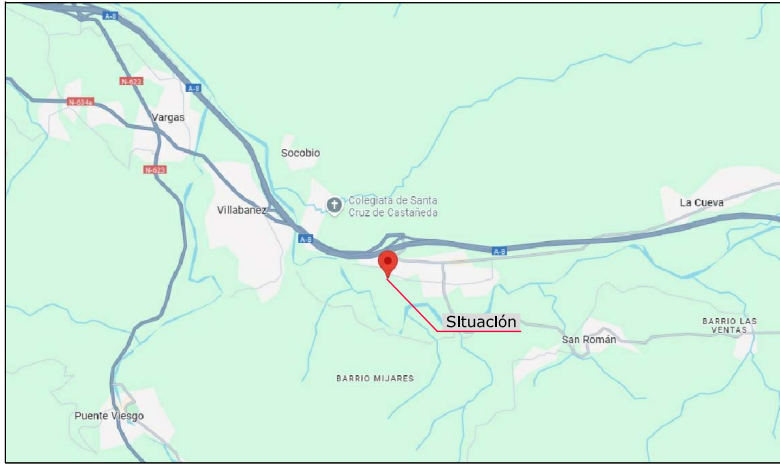 A-8
N-623
A-8
N-634a
Vargas
N-623
Socobio
Villabañez
Colegiata de Santa
Cruz de Castañeda
La Cueva
A-8
A-8
Situación
BARRIO LAS
VENTAS
San Román
BARRIO MIJARES
Puente Viesgo